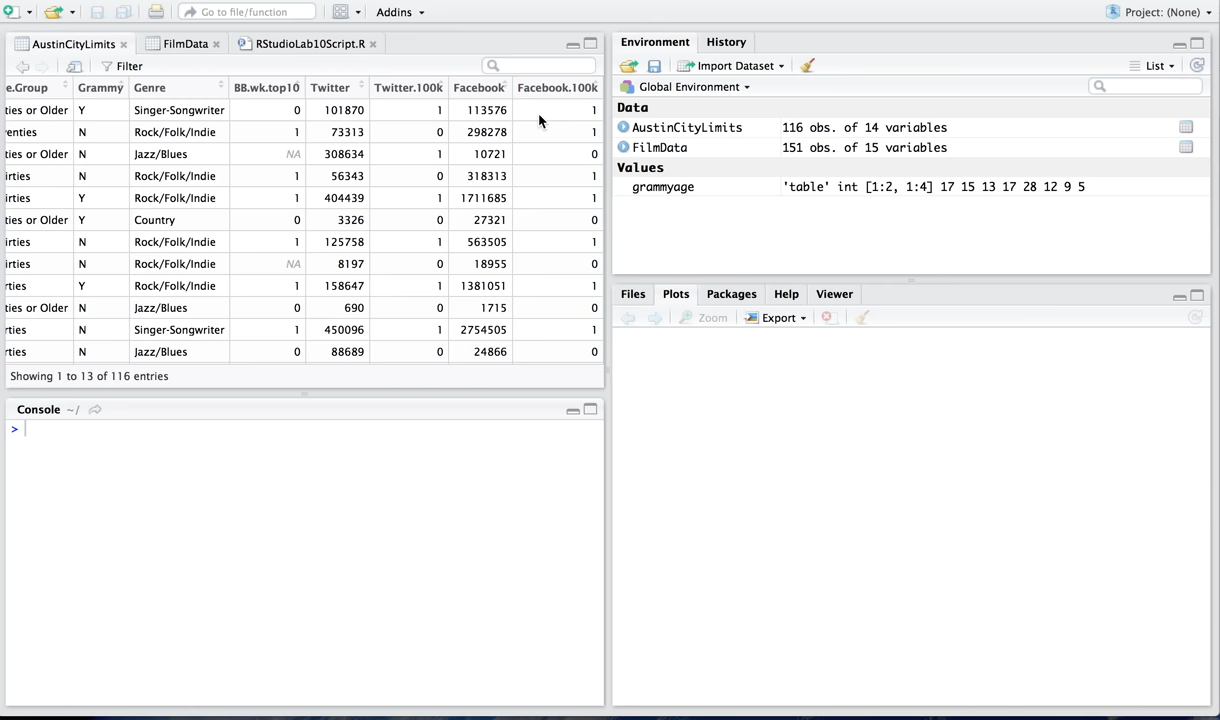 Go to file/function Addins Project: (None)
AustinCityLimits FilmData RStudioLab10Script.R
Filter
e.Group Grammy Genre BB.wk.top10 Twitter Twitter.100k Facebook Facebook.100k
ties or Older Y Singer-Songwriter 0 101870 1 113576 1
enties N Rock/Folk/Indie 1 73313 0 298278 1
ties or Older N Jazz/Blues NA 308634 1 10721 0
irties N Rock/Folk/Indie 1 56343 0 318313 1
irties Y Rock/Folk/Indie 1 404439 1 1711685 1
ties or Older Y Country 0 3326 0 27321 0
irties N Rock/Folk/Indie 1 125758 1 563505 1
irties N Rock/Folk/Indie NA 8197 0 18955 0
rties Y Rock/Folk/Indie 1 158647 1 1381051 1
ties or Older N Jazz/Blues 0 690 0 1715 0
rties N Singer-Songwriter 1 450096 1 2754505 1
rties N Jazz/Blues 0 88689 0 24866 0
Showing 1 to 13 of 116 entries
Console ~/
>
Environment History
Import Dataset List
Global Environment
Data
AustinCityLimits 116 obs. of 14 variables
FilmData 151 obs. of 15 variables
Values
grammyage 'table' int [1:2, 1:4] 17 15 13 17 28 12 9 5
Files Plots Packages Help Viewer
Zoom Export